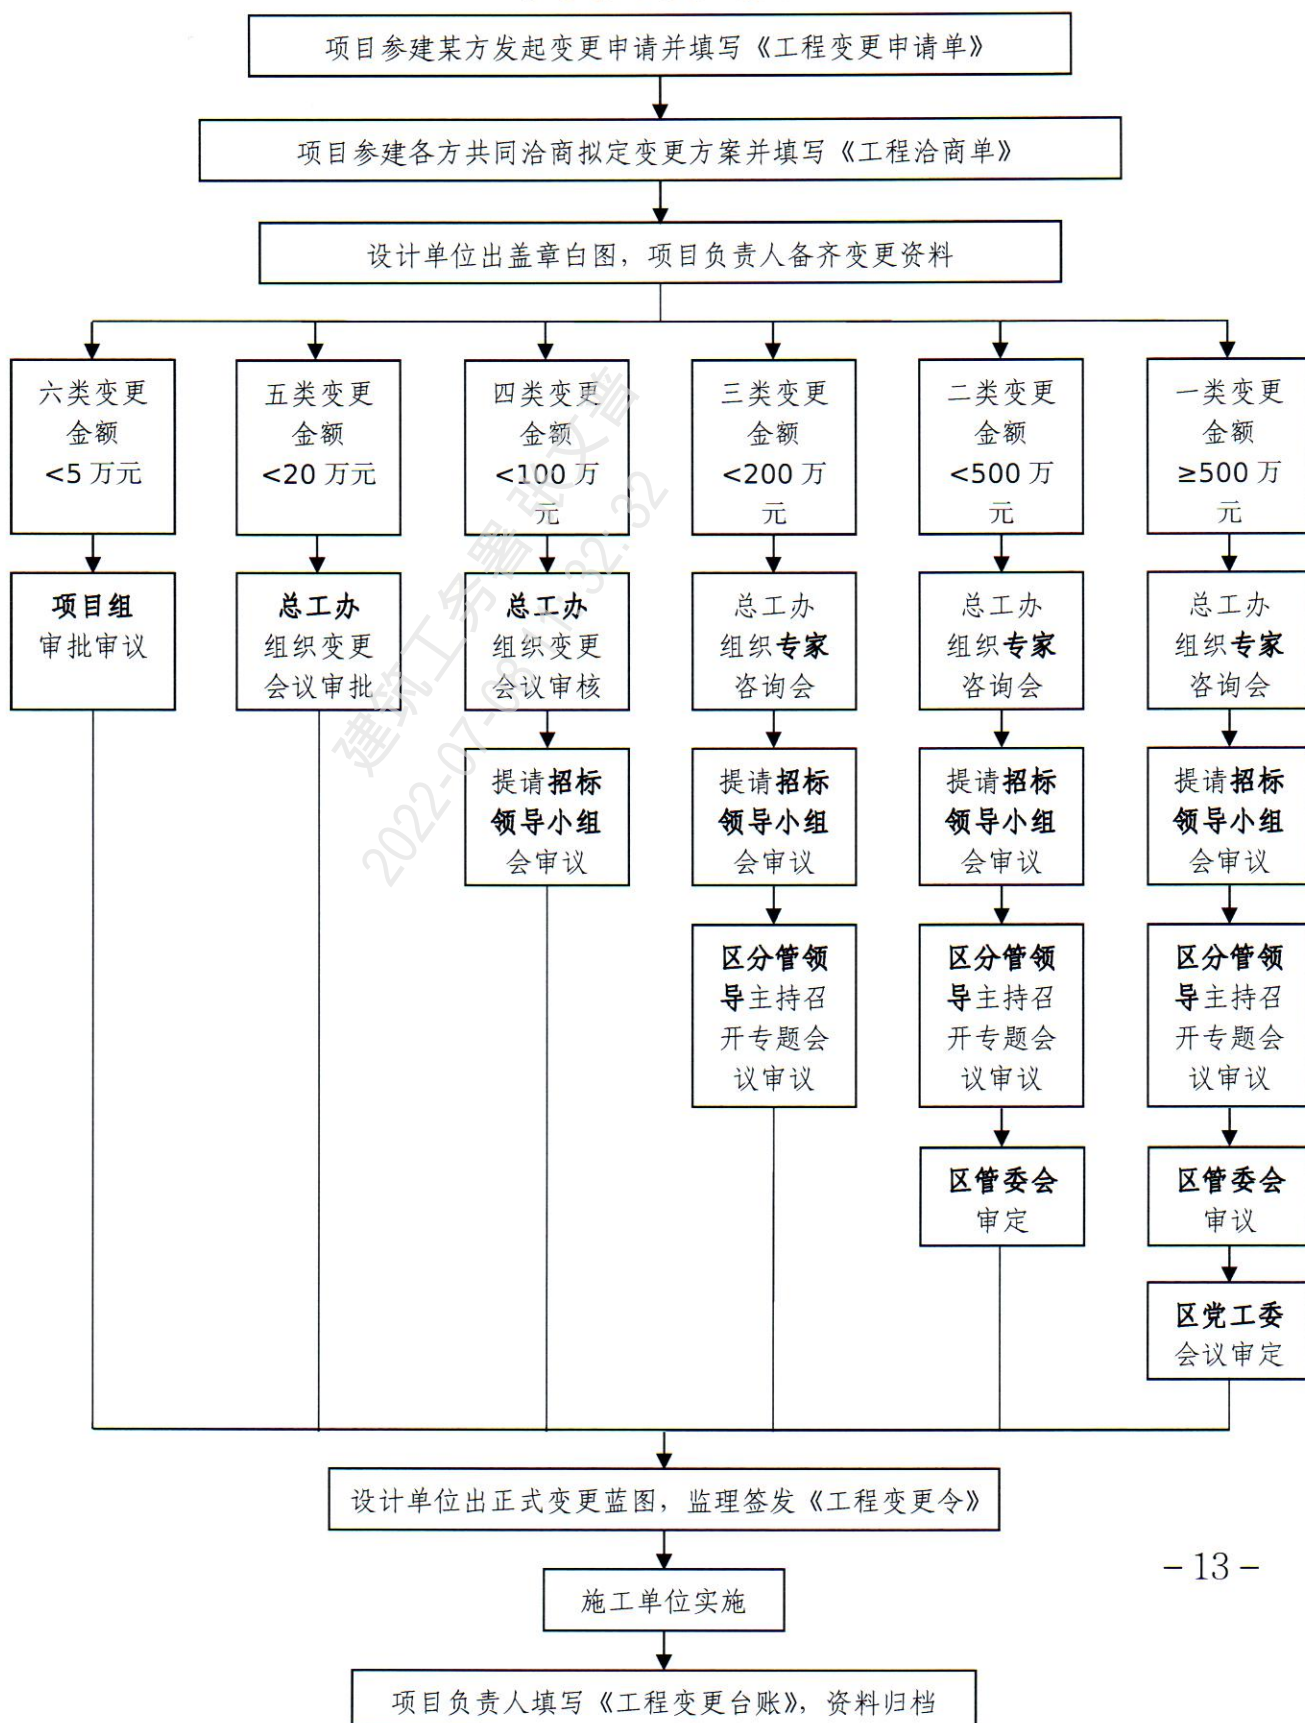 项目参建某方发起变更申请并填写《工程变更申请单》
项目参建各方共同洽商拟定变更方案并填写《工程洽商单》
设计单位出盖章白图，项目负责人备齐变更资料
六类变更
金额
<5 万元
五类变更
金额
<20 万元
四类变更
金额
<100 万
元
三类变更
金额
<200 万
元
二类变更
金额
<500 万
元
一类变更
金额
≥500 万
元
项目组
审批审议
总工办
组织变更
会议审批
总工办
组织变更
会议审核
总工办
组织专家
咨询会
总工办
组织专家
咨询会
总工办
组织专家
咨询会
提请招标
领导小组
会审议
提请招标
领导小组
会审议
提请招标
领导小组
会审议
提请招标
领导小组
会审议
区分管领
导主持召
开专题会
议审议
区分管领
导主持召
开专题会
议审议
区分管领
导主持召
开专题会
议审议
区管委会
审定
区管委会
审议
区党工委
会议审定
设计单位出正式变更蓝图，监理签发《工程变更令》
施工单位实施
项目负责人填写《工程变更台账》，资料归档
-13-
建筑工务署 张文普